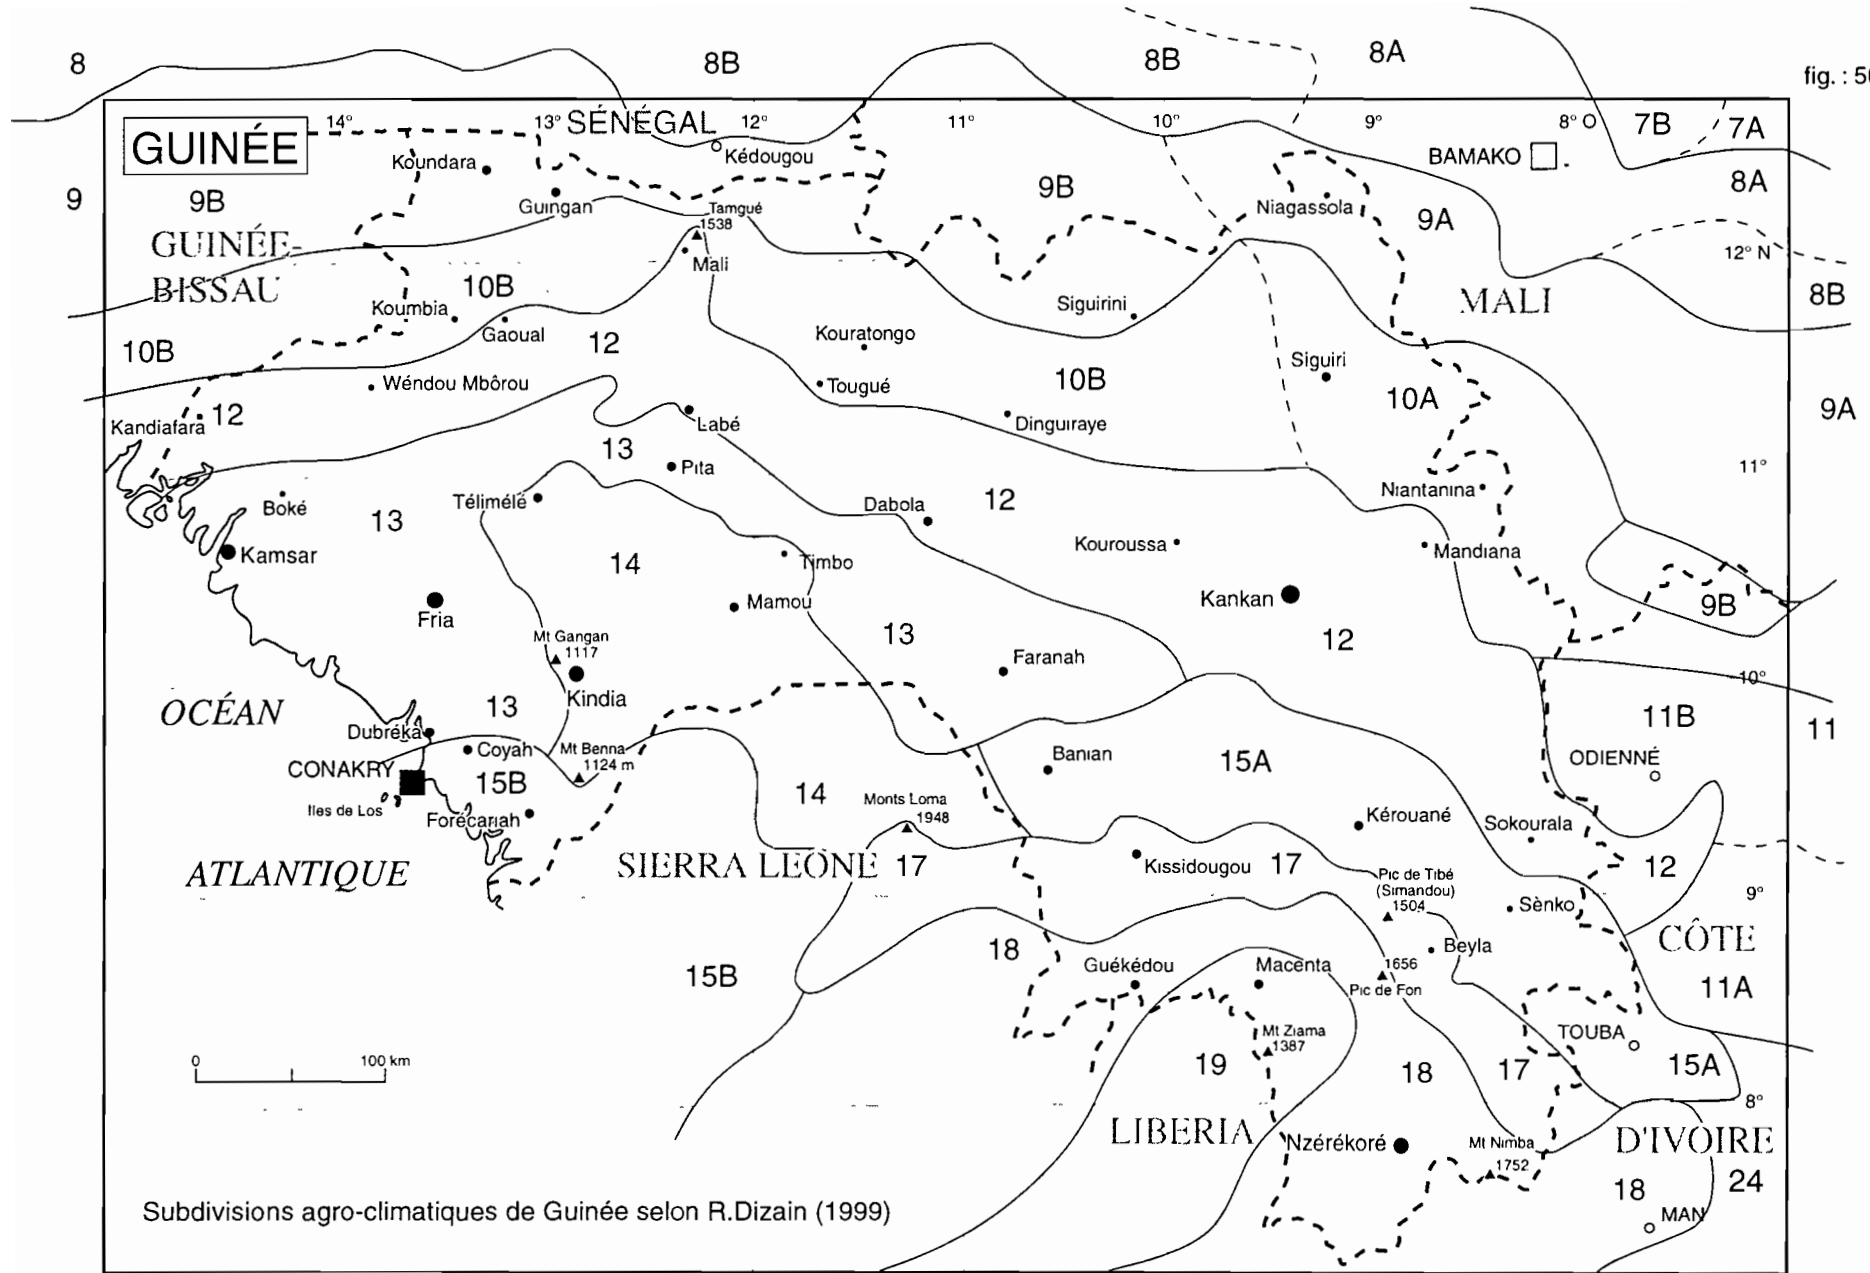 8
8B
8B
8A
fig. : 50
14°
13°
SÉNÉGAL
12°
11°
10°
9°
8° O
7B
7A
GUINÉE
Koundara
Kédougou
BAMAKO
9
9B
Guingan
Tamgué
1538
9B
Niagassola
9A
8A
GUINÉE-
BISSAU
Mali
12° N
10B
Koumbia
Gaoual
Siguirini
MALI
8B
10B
12
Kouratongo
Siguiri
Wéndou Mbôrou
Tougué
10B
10A
9A
Kandiafara
12
Labé
Dinguiraye
13
Pita
11°
Boké
Télimélé
Dabola
12
Niantanina
13
Kamsar
14
Timbo
Kouroussa
Mandiana
Fria
Mamou
Kankan
9B
Mt Gangan
1117
13
12
Faranah
10°
Kindia
OCÉAN
13
11B
11
Dubréka
Coyah
Mt Benna
1124 m
Banian
15A
ODIENNÉ
CONAKRY
15B
Iles de Los
Forécariah
14
Monts Loma
1948
Kérouané
Sokourala
ATLANTIQUE
SIERRA LEONE
17
Kissidougou
17
Pic de Tibé
(Simandou)
1504
12
9°
Sènko
CÔTE
15B
18
Guékédou
Macenta
Beyla
1656
Pic de Fon
11A
0
100 km
Mt Ziama
1387
TOUBA
19
18
17
15A
8°
LIBERIA
Nzérékoré
Mt Nimba
1752
D'IVOIRE
18
24
MAN
Subdivisions agro-climatiques de Guinée selon R.Dizain (1999)